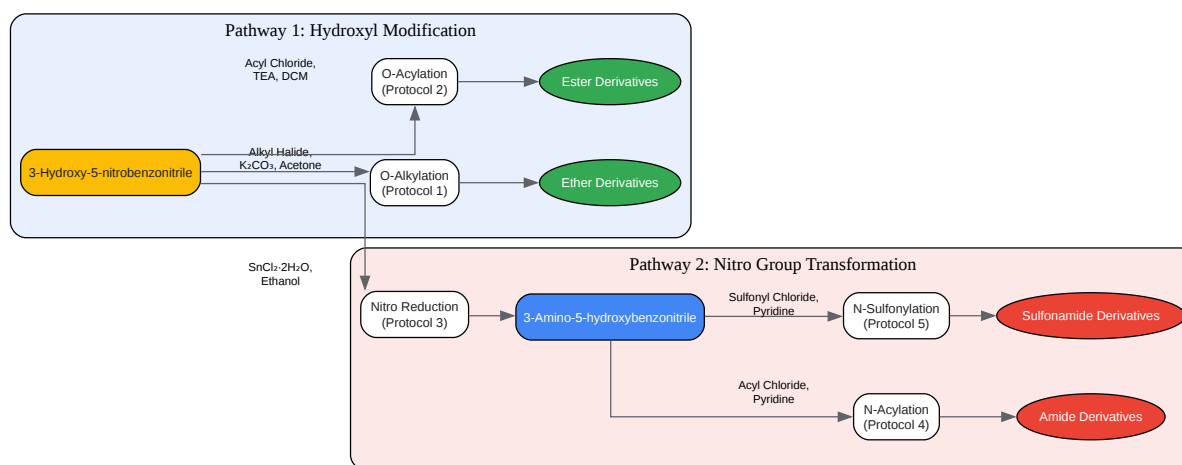 Pathway 1: Hydroxyl Modification
Acyl Chloride,
TEA, DCM
O-Acylation
(Protocol 2)
Ester Derivatives
3-Hydroxy-5-nitrobenzonitrile
Alkyl Halide,
K₂CO₃, Acetone
O-Alkylation
(Protocol 1)
Ether Derivatives
SnCl₂·2H₂O,
Ethanol
Pathway 2: Nitro Group Transformation
Nitro Reduction
(Protocol 3)
3-Amino-5-hydroxybenzonitrile
Sulfonyl Chloride,
Pyridine
N-Sulfonylation
(Protocol 5)
Sulfonamide Derivatives
Acyl Chloride,
Pyridine
N-Acylation
(Protocol 4)
Amide Derivatives